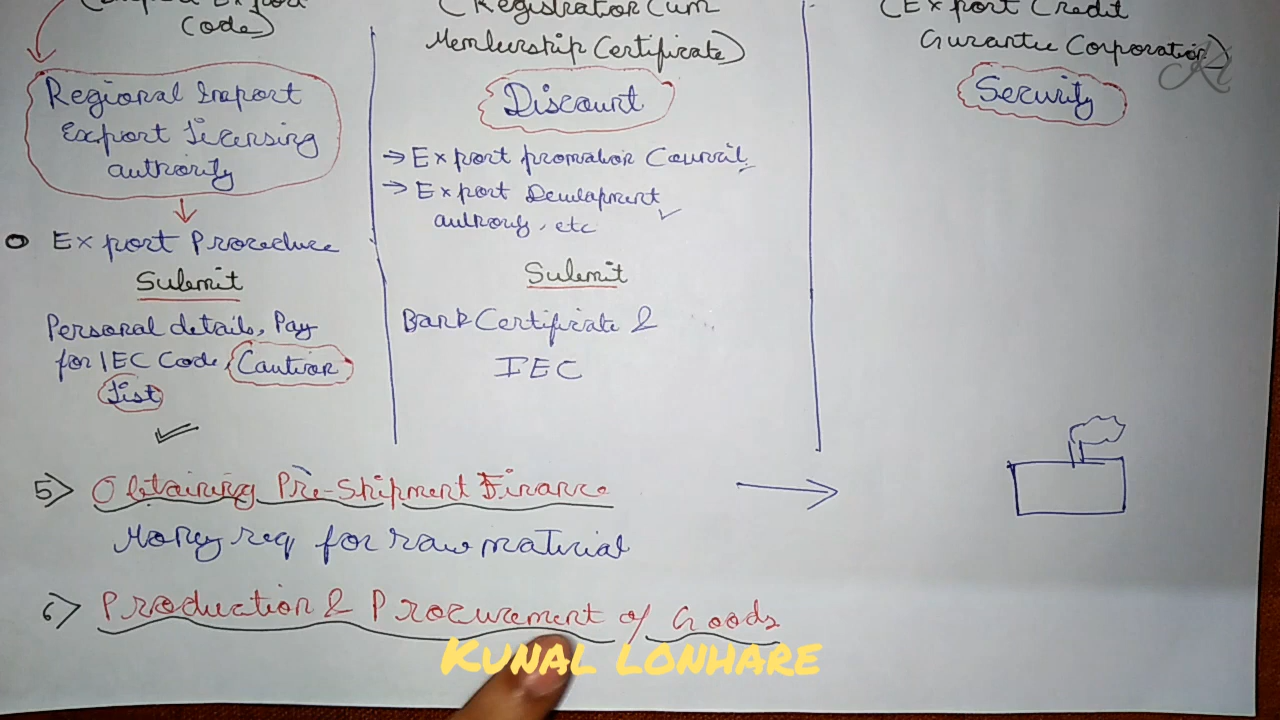 Code)
Regional Import
Export Licensing
authority
Export Procedure
Submit
Personal details, Pay
for IEC Code, Caution
List
(Registration Cum
Membership Certificate)
Discount
→ Export promotion Council
→ Export Development
authority, etc
Submit
Bank Certificate &
IEC
(Export Credit
Gurantee Corporation)
Security
5> Obtaining Pre-Shipment Finance
Money req for raw material
6> Production & Procurement of Goods
KUNAL LONHARE